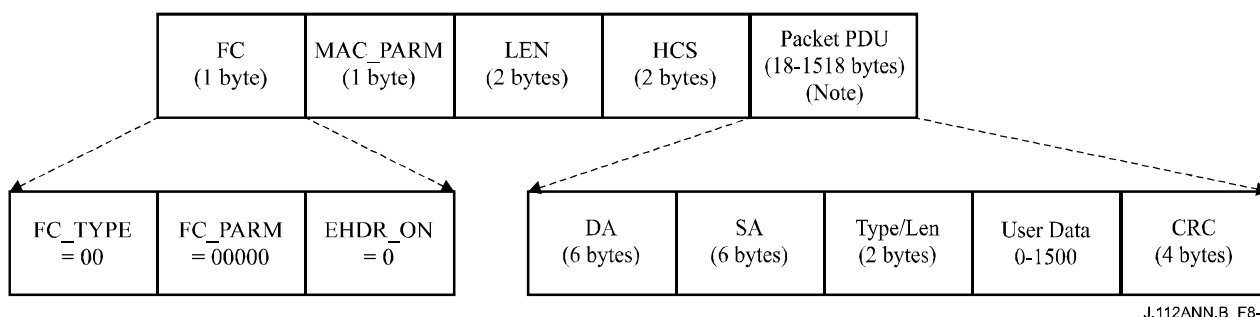 FC
(1 byte)
MAC_PARM
(1 byte)
LEN
(2 bytes)
HCS
(2 bytes)
Packet PDU
(18-1518 bytes)
(Note)
FC_TYPE
= 00
FC_PARM
= 00000
EHDR_ON
= 0
DA
(6 bytes)
SA
(6 bytes)
Type/Len
(2 bytes)
User Data
0-1500
CRC
(4 bytes)